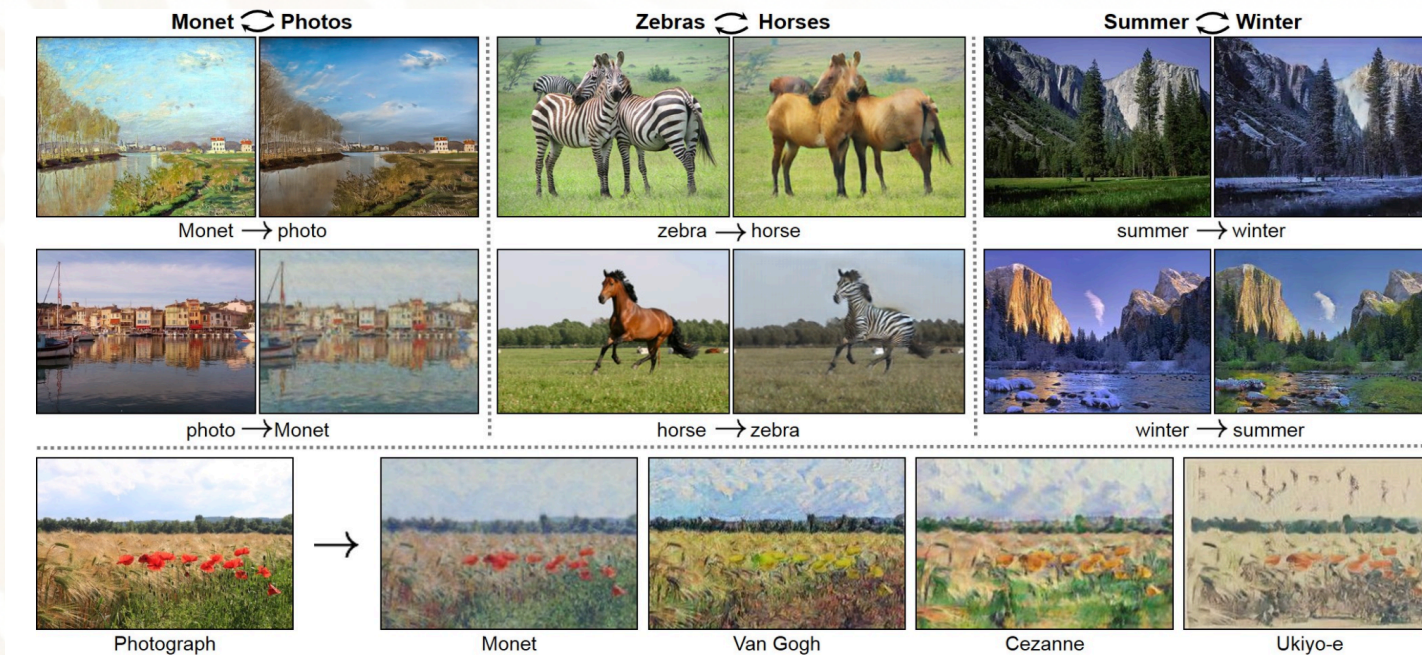 Monet Photos
Zebras Horses
Summer Winter
Monet → photo
zebra → horse
summer → winter
photo → Monet
horse → zebra
winter → summer
→
Photograph
Monet
Van Gogh
Cezanne
Ukiyo-e